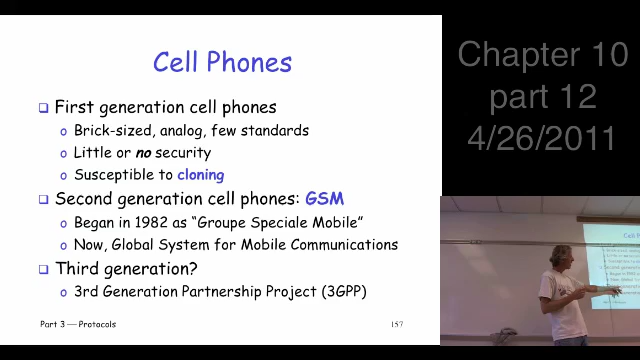 Cell Phones
First generation cell phones
Brick-sized, analog, few standards
Little or no security
Susceptible to cloning
Second generation cell phones: GSM
Began in 1982 as “Groupe Speciale Mobile”
Now, Global System for Mobile Communications
Third generation?
3rd Generation Partnership Project (3GPP)
Part 3 — Protocols
157
Chapter 10
part 12
4/26/2011